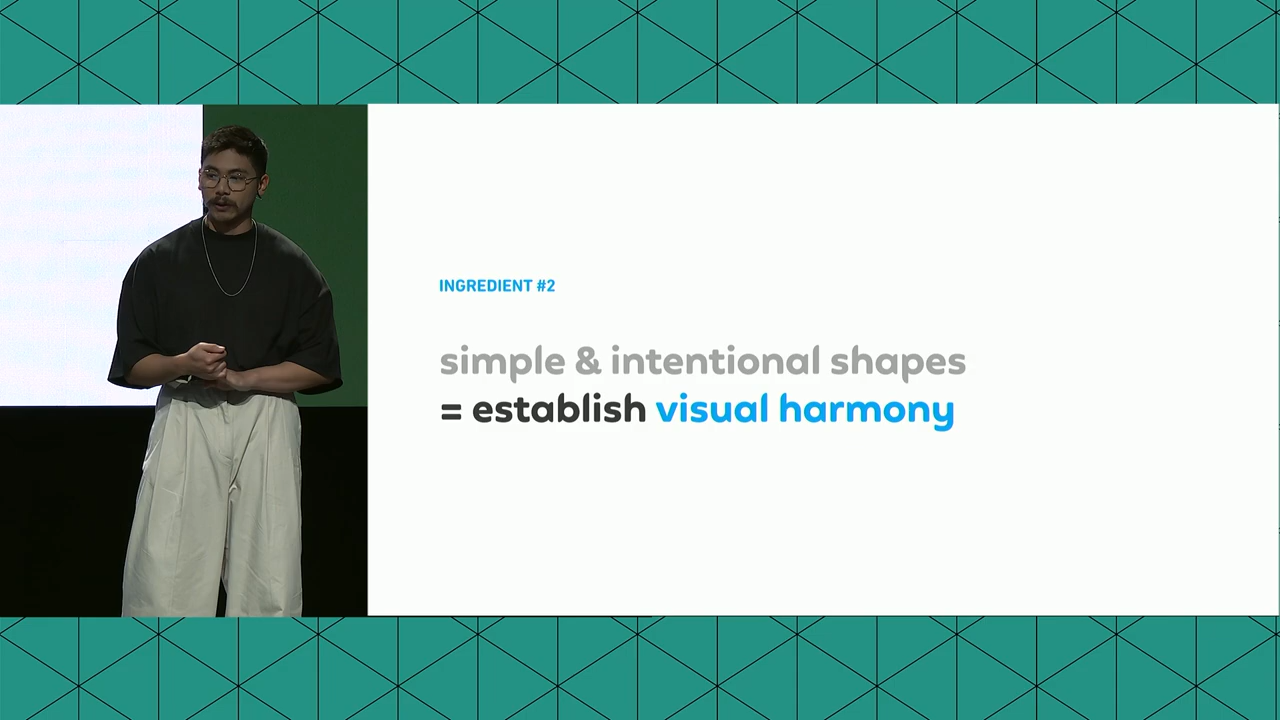 INGREDIENT #2
simple & intentional shapes
= establish visual harmony